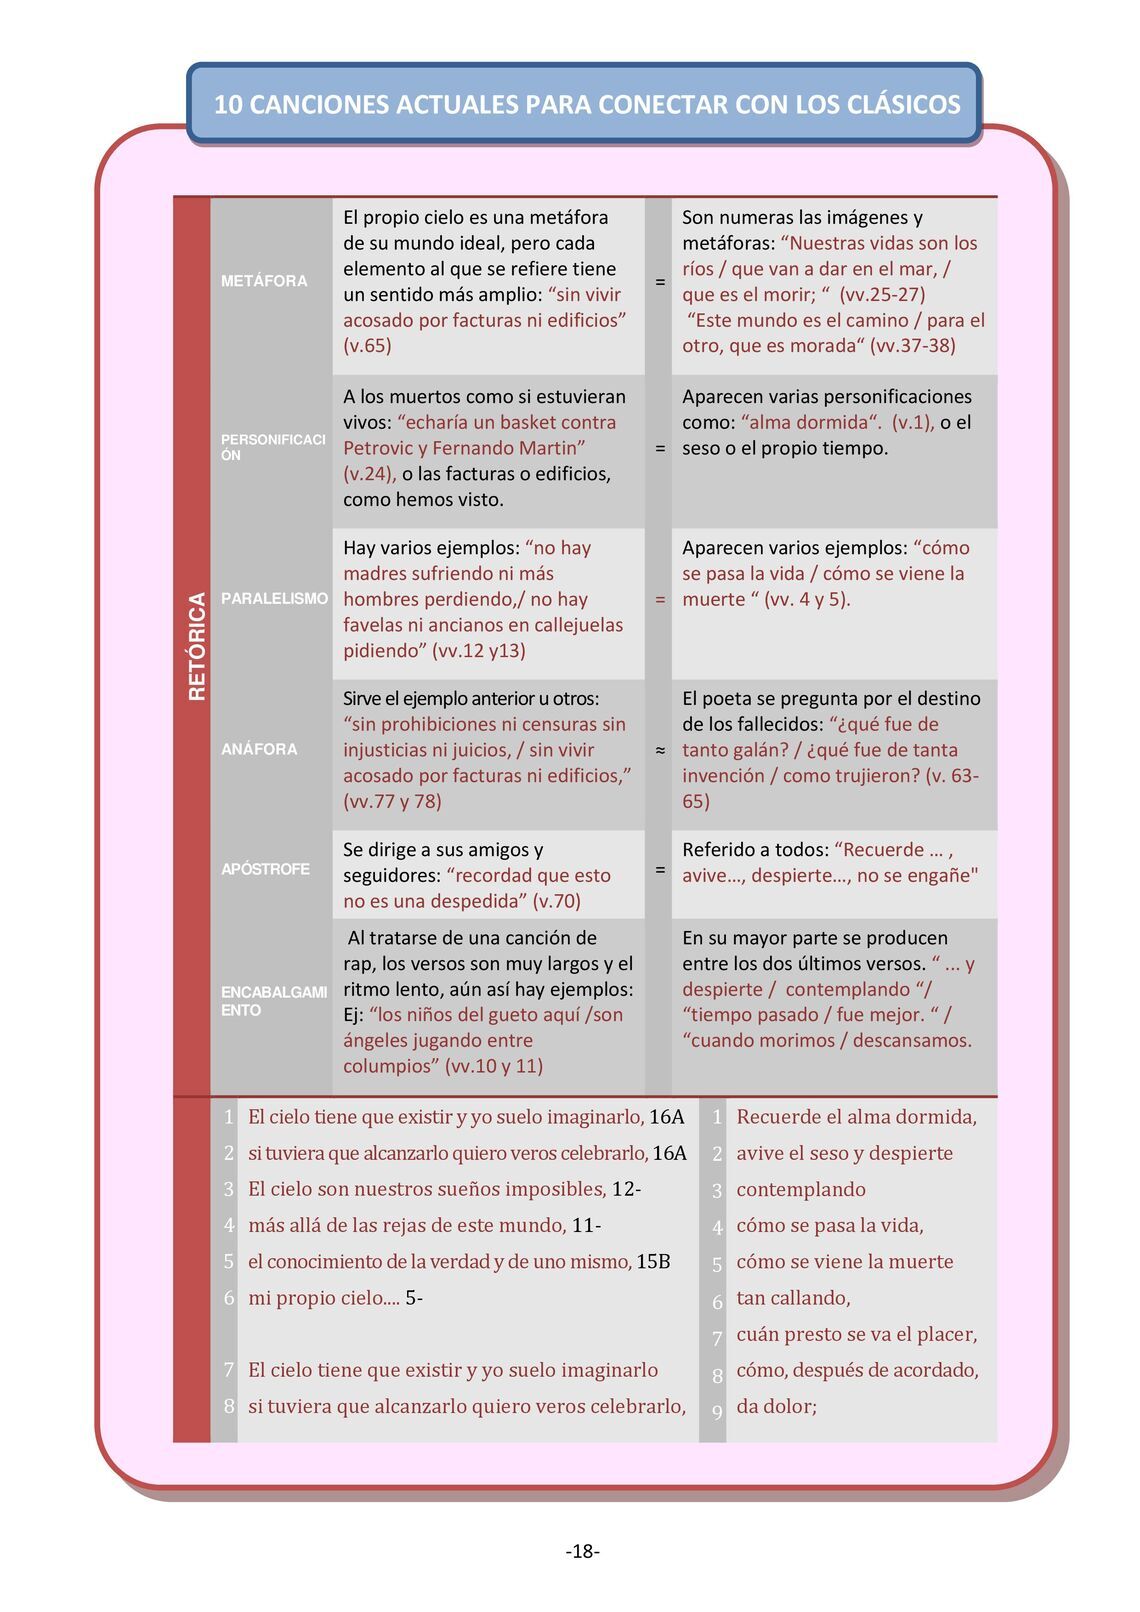 10 CANCIONES ACTUALES PARA CONECTAR CON LOS CLÁSICOS
RETÓRICA
METÁFORA
El propio cielo es una metáfora
de su mundo ideal, pero cada
elemento al que se refiere tiene
un sentido más amplio: “sin vivir
acosado por facturas ni edificios”
(v.65)
=
Son numeras las imágenes y
metáforas: “Nuestras vidas son los
ríos / que van a dar en el mar, /
que es el morir; “ (vv.25-27)
“Este mundo es el camino / para el
otro, que es morada“ (vv.37-38)
PERSONIFICACI
ÓN
A los muertos como si estuvieran
vivos: “echaría un basket contra
Petrovic y Fernando Martin”
(v.24), o las facturas o edificios,
como hemos visto.
=
Aparecen varias personificaciones
como: “alma dormida“. (v.1), o el
seso o el propio tiempo.
PARALELISMO
Hay varios ejemplos: “no hay
madres sufriendo ni más
hombres perdiendo,/ no hay
favelas ni ancianos en callejuelas
pidiendo” (vv.12 y13)
=
Aparecen varios ejemplos: “cómo
se pasa la vida / cómo se viene la
muerte “ (vv. 4 y 5).
ANÁFORA
Sirve el ejemplo anterior u otros:
“sin prohibiciones ni censuras sin
injusticias ni juicios, / sin vivir
acosado por facturas ni edificios,”
(vv.77 y 78)
≈
El poeta se pregunta por el destino
de los fallecidos: “¿qué fue de
tanto galán? / ¿qué fue de tanta
invención / como trujieron? (v. 63-
65)
APÓSTROFE
Se dirige a sus amigos y
seguidores: “recordad que esto
no es una despedida” (v.70)
=
Referido a todos: “Recuerde ... ,
avive..., despierte..., no se engañe"
ENCABALGAMI
ENTO
Al tratarse de una canción de
rap, los versos son muy largos y el
ritmo lento, aún así hay ejemplos:
Ej: “los niños del gueto aquí /son
ángeles jugando entre
columpios” (vv.10 y 11)
En su mayor parte se producen
entre los dos últimos versos. “ ... y
despierte / contemplando “/
“tiempo pasado / fue mejor. “ /
“cuando morimos / descansamos.
1 El cielo tiene que existir y yo suelo imaginarlo, 16A
2 si tuviera que alcanzarlo quiero veros celebrarlo, 16A
3 El cielo son nuestros sueños imposibles, 12-
4 más allá de las rejas de este mundo, 11-
5 el conocimiento de la verdad y de uno mismo, 15B
6 mi propio cielo.... 5-
7 El cielo tiene que existir y yo suelo imaginarlo
8 si tuviera que alcanzarlo quiero veros celebrarlo,
1 Recuerde el alma dormida,
2 avive el seso y despierte
3 contemplando
4 cómo se pasa la vida,
5 cómo se viene la muerte
6 tan callando,
7 cuán presto se va el placer,
8 cómo, después de acordado,
9 da dolor;
-18-